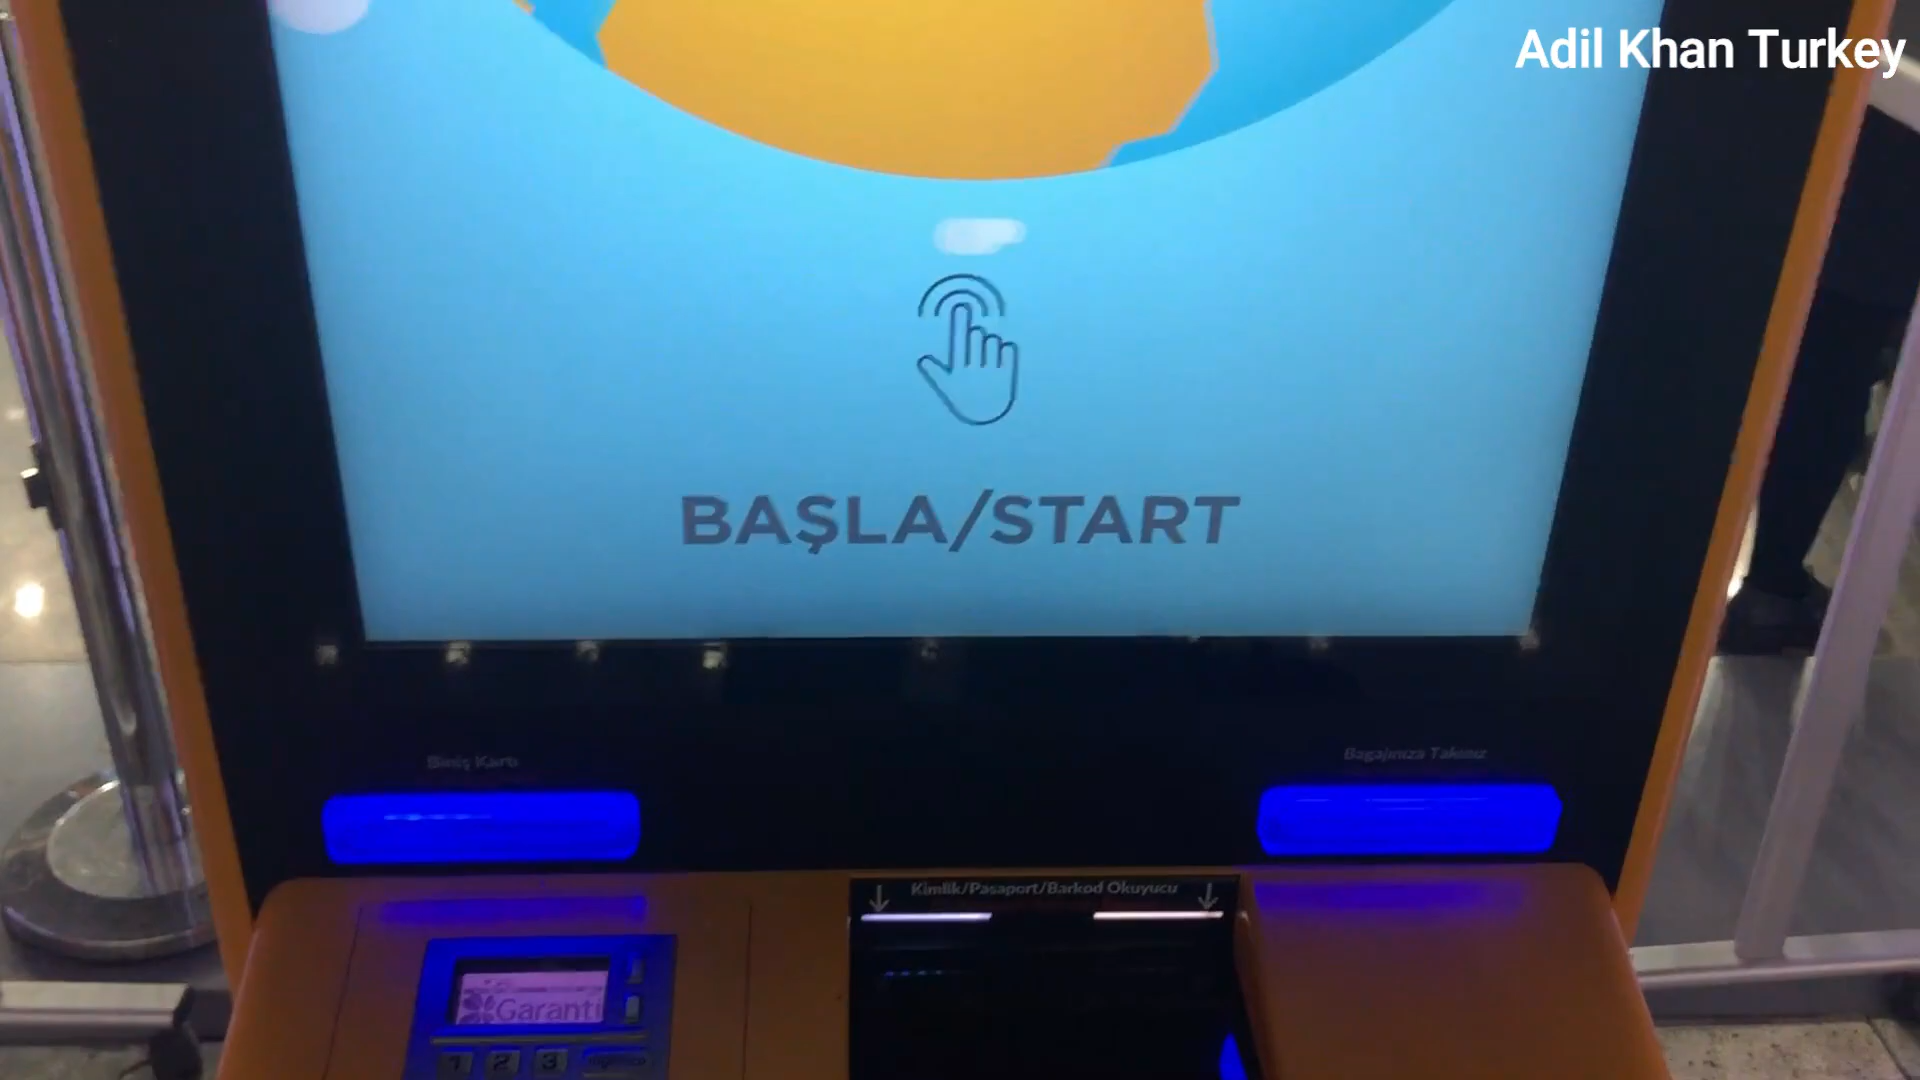 Adil Khan Turkey
BAŞLA/START
Biniş Kartı
Bagajınıza Takınız
Kimlik/Pasaport/Barkod Okuyucu
Garanti
1 2 3